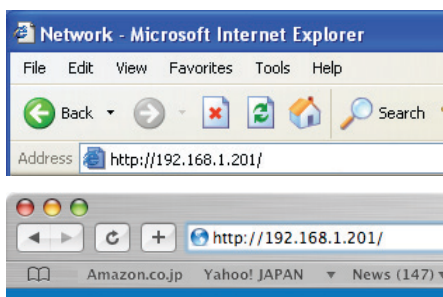 Network - Microsoft Internet Explorer
File Edit View Favorites Tools Help
Back Search
Address http://192.168.1.201/
http://192.168.1.201/
Amazon.co.jp Yahoo! JAPAN News (147)